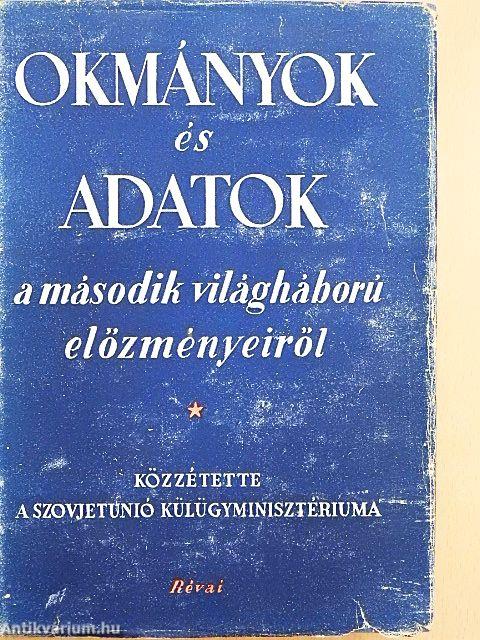 OKMÁNYOK
és
ADATOK
a második világháború
előzményeiről
KÖZZÉTETTE
A SZOVJETUNIÓ KÜLÜGYMINISZTÉRIUMA
Révai
Antikvarium.hu